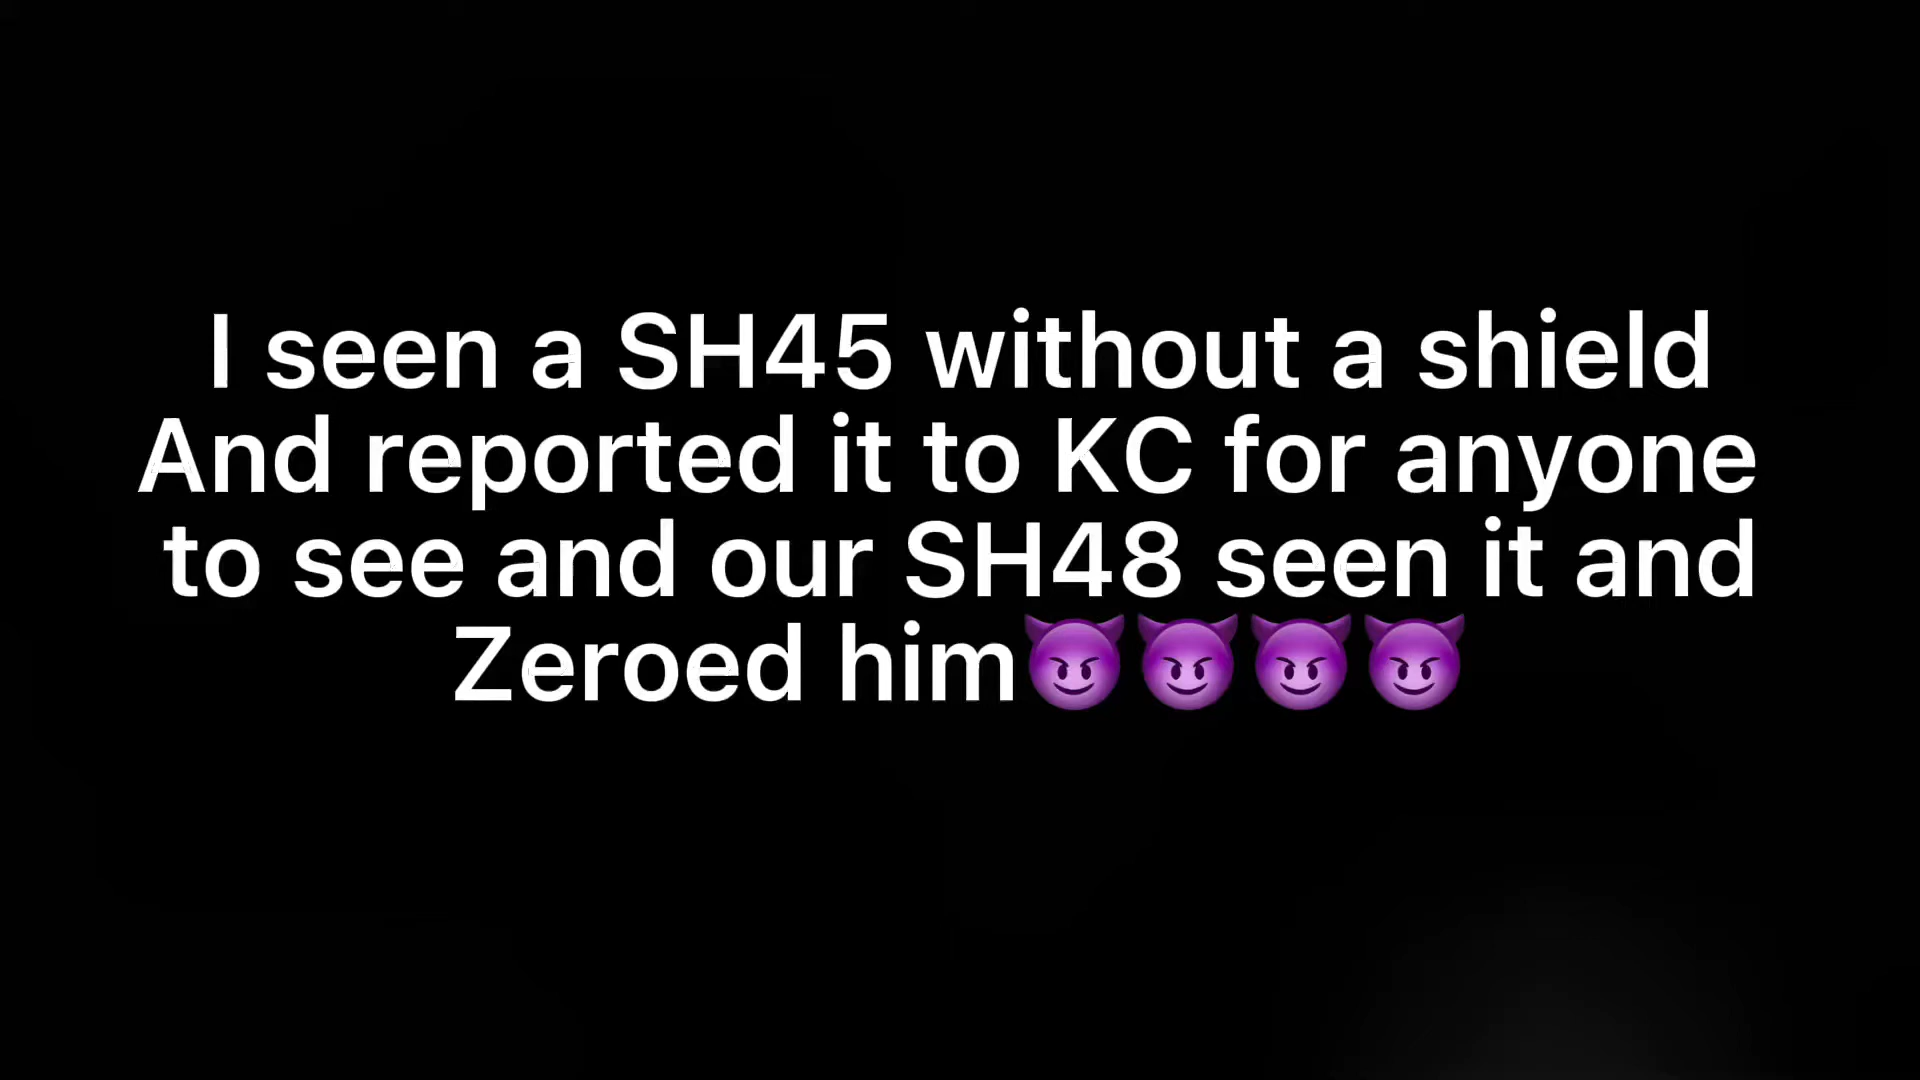 I seen a SH45 without a shield
And reported it to KC for anyone
to see and our SH48 seen it and
Zeroed him😈😈😈😈